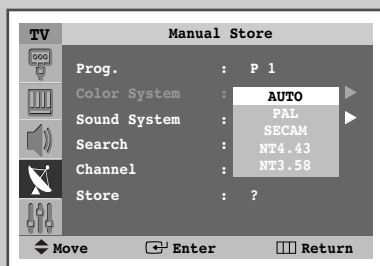 TV Manual Store
Prog. : P 1
Color System : AUTO
PAL
Sound System :
SECAM
Search : NT4.43
Channel : NT3.58
Store : ?
Move Enter Return